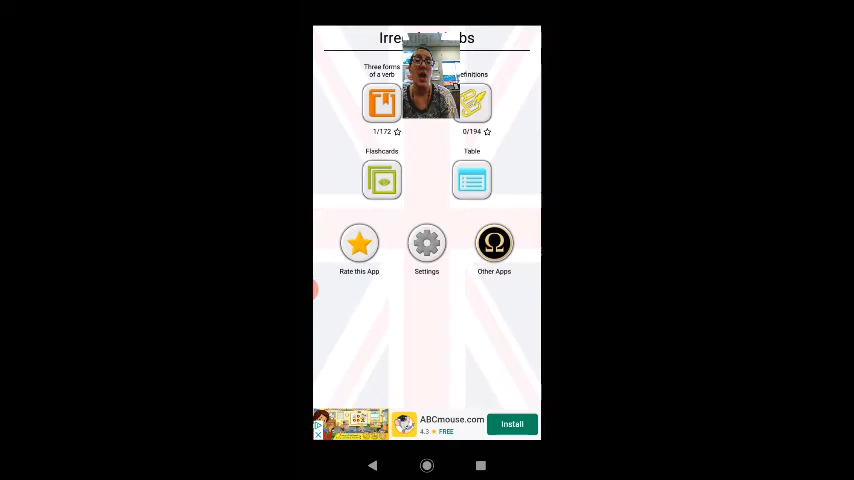 Three forms
of a verb
1/172
0/194
Flashcards
Table
Rate this App
Settings
Other Apps
ABCmouse.com
4.3 ★ FREE
Install